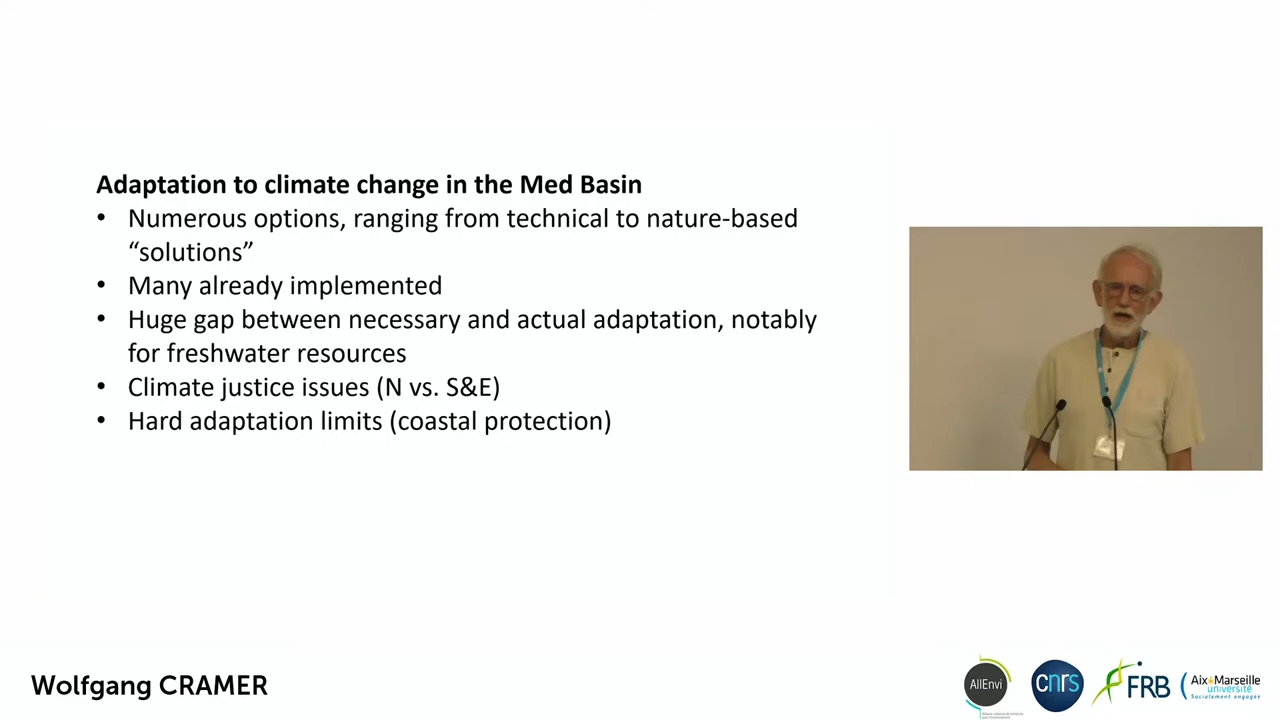 Adaptation to climate change in the Med Basin
• Numerous options, ranging from technical to nature-based
“solutions”
• Many already implemented
• Huge gap between necessary and actual adaptation, notably
for freshwater resources
• Climate justice issues (N vs. S&E)
• Hard adaptation limits (coastal protection)
Wolfgang CRAMER
AllEnvi
cnrs
FRB
Aix Marseille
université
Socialement engagée